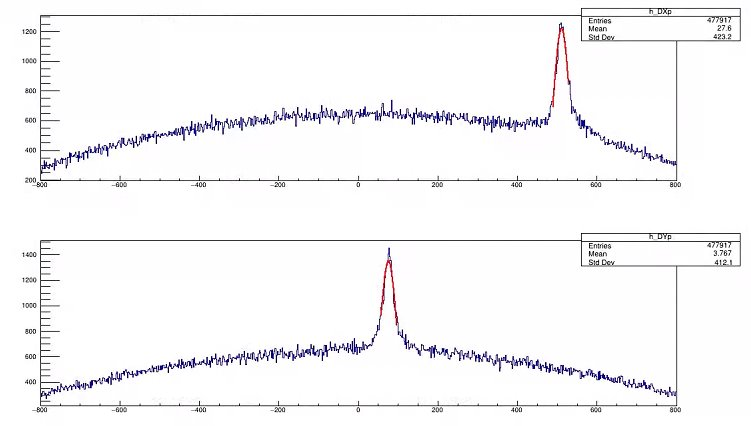 h_DXp
Entries 477917
Mean 27.6
Std Dev 423.2
1200
1000
800
600
400
200
−800 −600 −400 −200 0 200 400 600 800
h_DYp
Entries 477917
Mean 3.767
Std Dev 412.1
1400
1200
1000
800
600
400
−800 −600 −400 −200 0 200 400 600 800